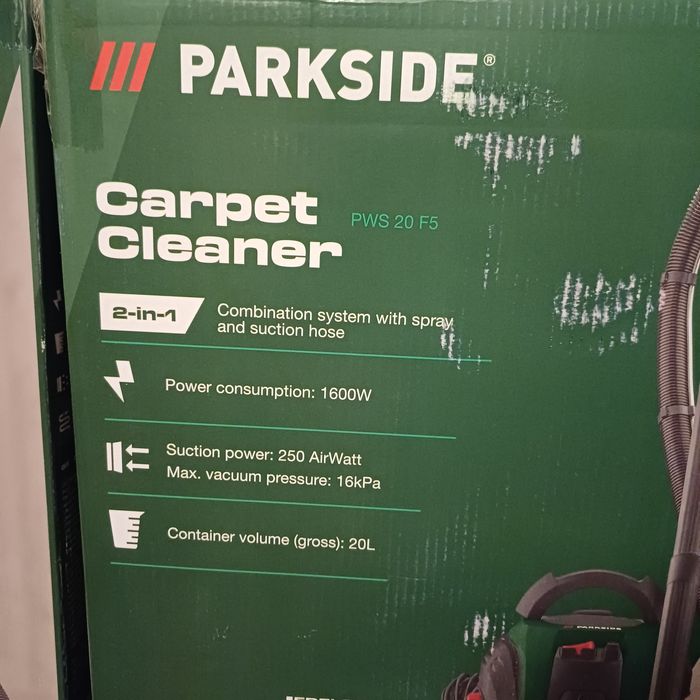 PARKSIDE®
Carpet
Cleaner
PWS 20 F5
2-in-1
Combination system with spray
and suction hose
Power consumption: 1600W
Suction power: 250 AirWatt
Max. vacuum pressure: 16kPa
Container volume (gross): 20L
PARKSIDE